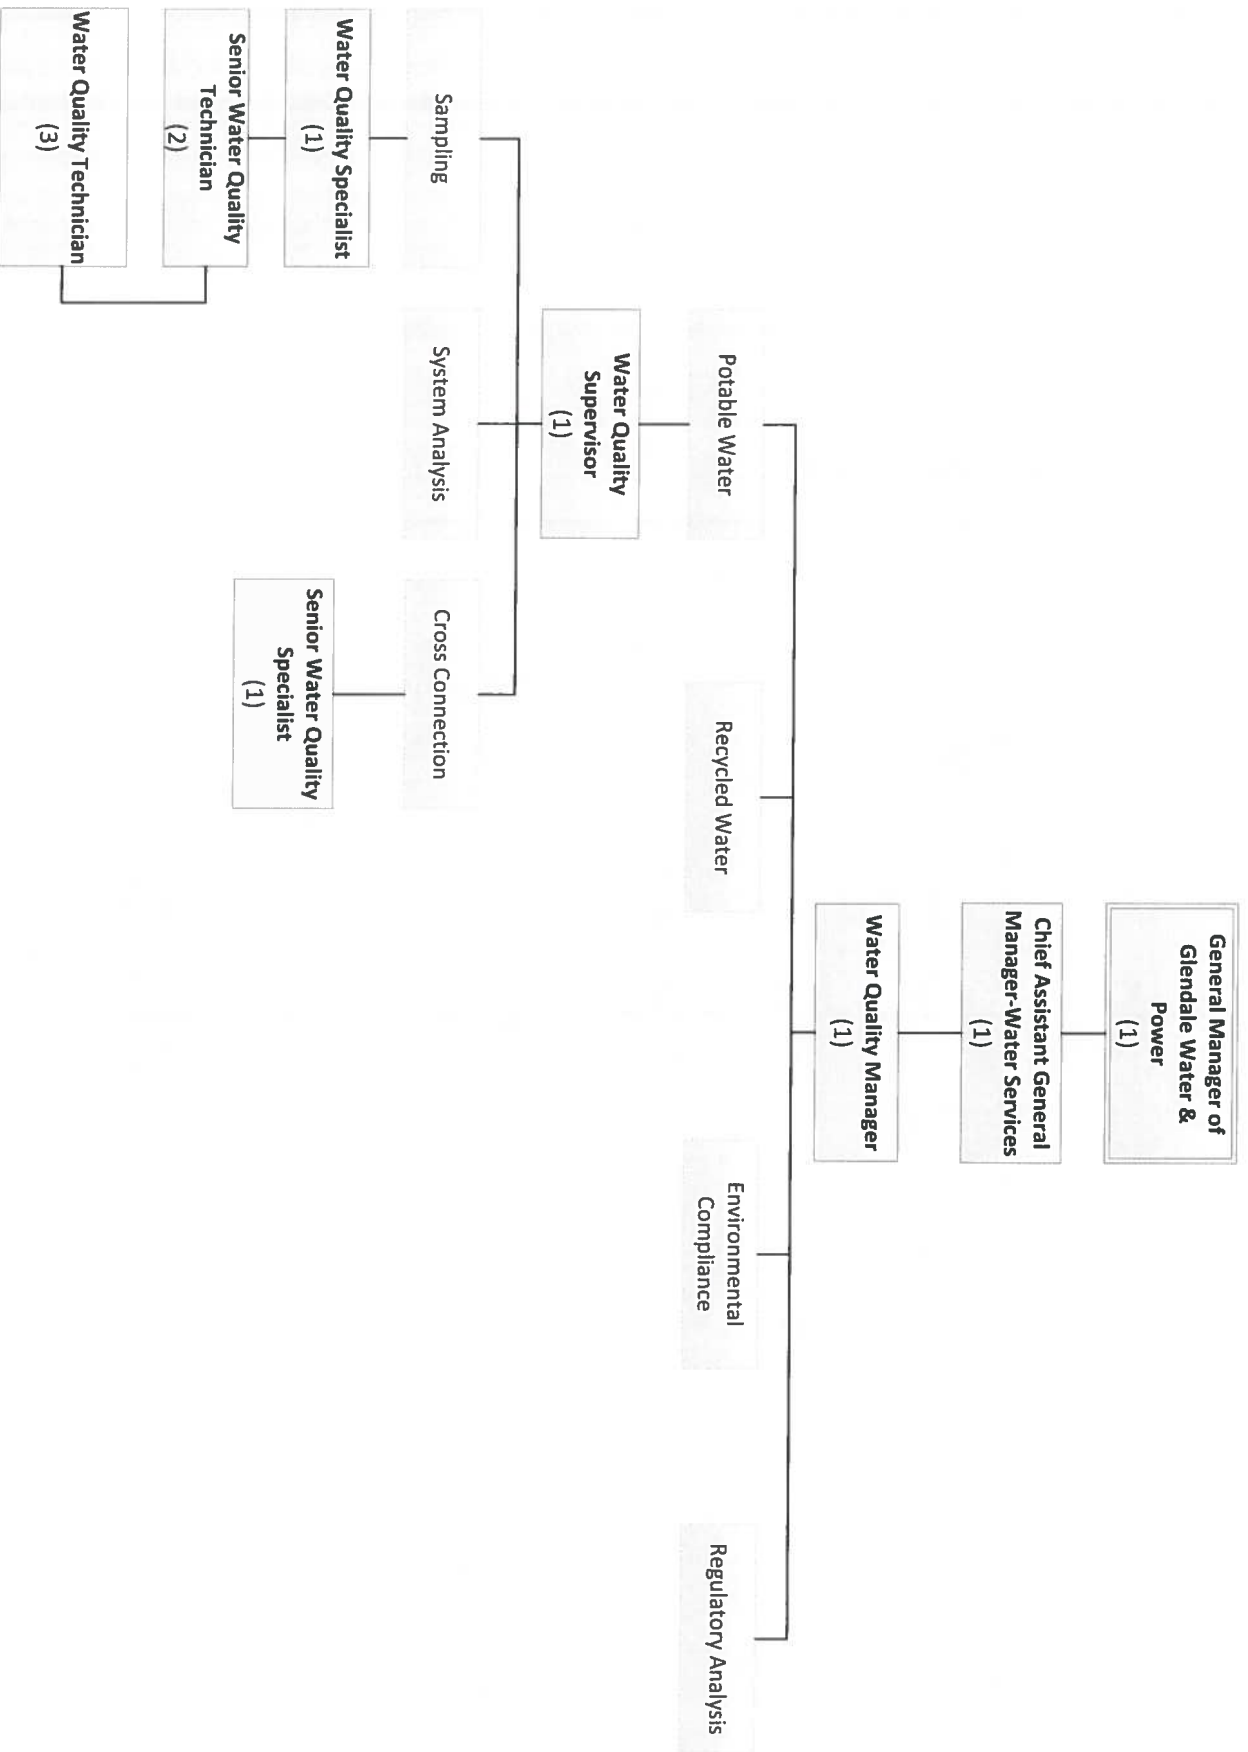 General Manager of
Glendale Water &
Power
(1)
Chief Assistant General
Manager-Water Services
(1)
Water Quality Manager
(1)
Potable Water
Recycled Water
Environmental
Compliance
Regulatory Analysis
Water Quality
Supervisor
(1)
Sampling
System Analysis
Cross Connection
Water Quality Specialist
(1)
Senior Water Quality
Specialist
(1)
Senior Water Quality
Technician
(2)
Water Quality Technician
(3)